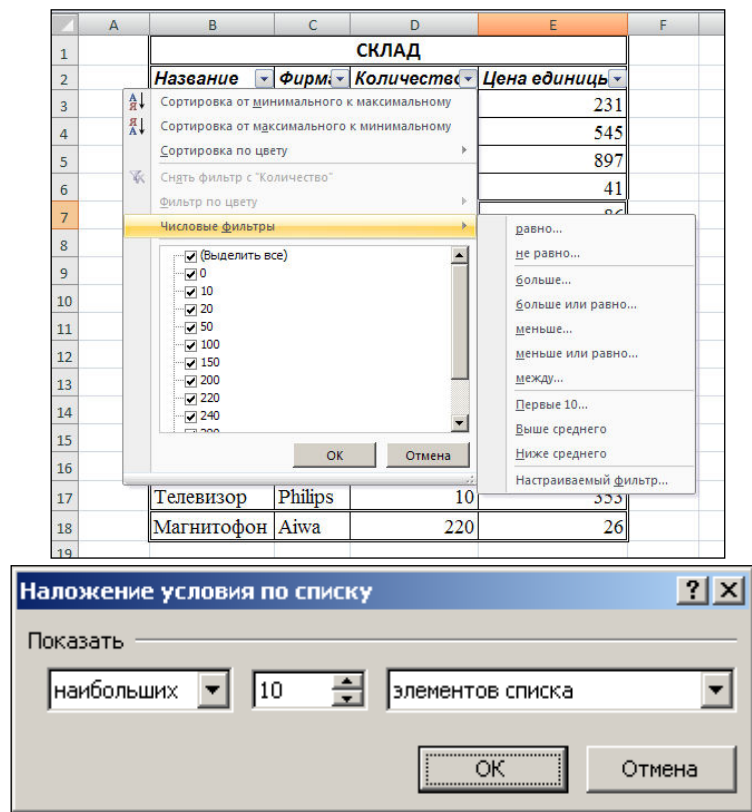 A B C D E F
1 СКЛАД
2 Название Фирма Количество Цена единицы
3 Сортировка от минимального к максимальному 231
4 Сортировка от максимального к минимальному 545
5 Сортировка по цвету 897
6 Снять фильтр с "Количество" 41
Фильтр по цвету
7 Числовые фильтры 86
равно...
8 (Выделить все) не равно...
9 0 больше...
10 10 больше или равно...
20
11 50 меньше...
12 100 меньше или равно...
150
13 200 между...
14 220 Первые 10...
240
15 Выше среднего
16 ОК Отмена Ниже среднего
Настраиваемый фильтр...
17 Телевизор Philips 10 353
18 Магнитофон Aiwa 220 26
19
Наложение условия по списку
Показать
наибольших 10 элементов списка
ОК Отмена